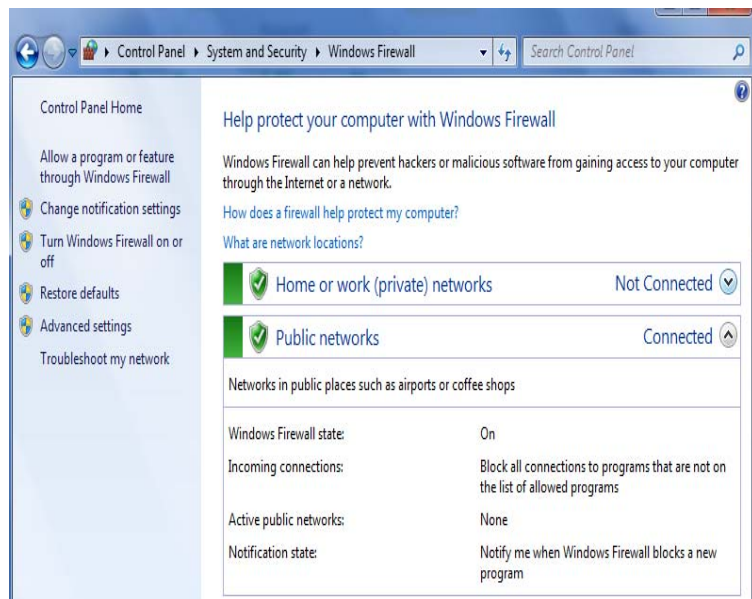 Control Panel ▸ System and Security ▸ Windows Firewall
Search Control Panel
Control Panel Home
Allow a program or feature
through Windows Firewall
Change notification settings
Turn Windows Firewall on or
off
Restore defaults
Advanced settings
Troubleshoot my network
Help protect your computer with Windows Firewall
Windows Firewall can help prevent hackers or malicious software from gaining access to your computer
through the Internet or a network.
How does a firewall help protect my computer?
What are network locations?
Home or work (private) networks Not Connected
Public networks Connected
Networks in public places such as airports or coffee shops
Windows Firewall state: On
Incoming connections: Block all connections to programs that are not on
the list of allowed programs
Active public networks: None
Notification state: Notify me when Windows Firewall blocks a new
program